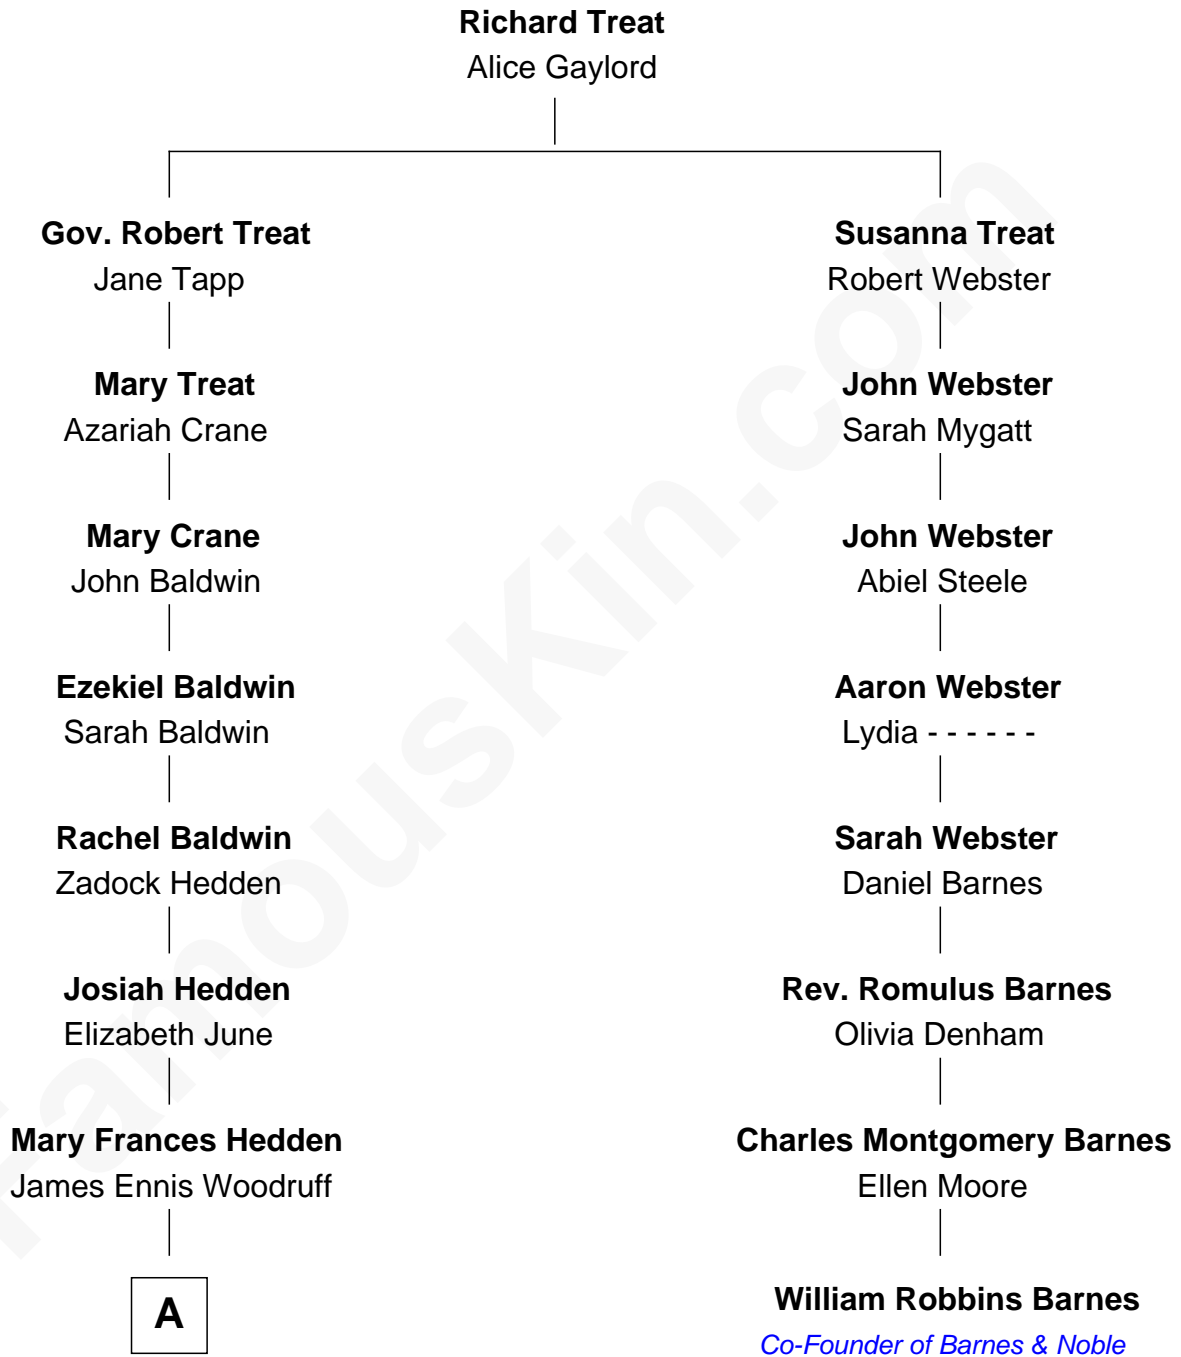 Richard Treat
Alice Gaylord
Gov. Robert Treat
Jane Tapp
Susanna Treat
Robert Webster
Mary Treat
Azariah Crane
John Webster
Sarah Mygatt
Mary Crane
John Baldwin
John Webster
Abiel Steele
Ezekiel Baldwin
Sarah Baldwin
Aaron Webster
Lydia - - - - - -
Rachel Baldwin
Zadock Hedden
Sarah Webster
Daniel Barnes
Josiah Hedden
Elizabeth June
Rev. Romulus Barnes
Olivia Denham
Mary Frances Hedden
James Ennis Woodruff
Charles Montgomery Barnes
Ellen Moore
A
William Robbins Barnes
Co-Founder of Barnes & Noble
FamousKin.com